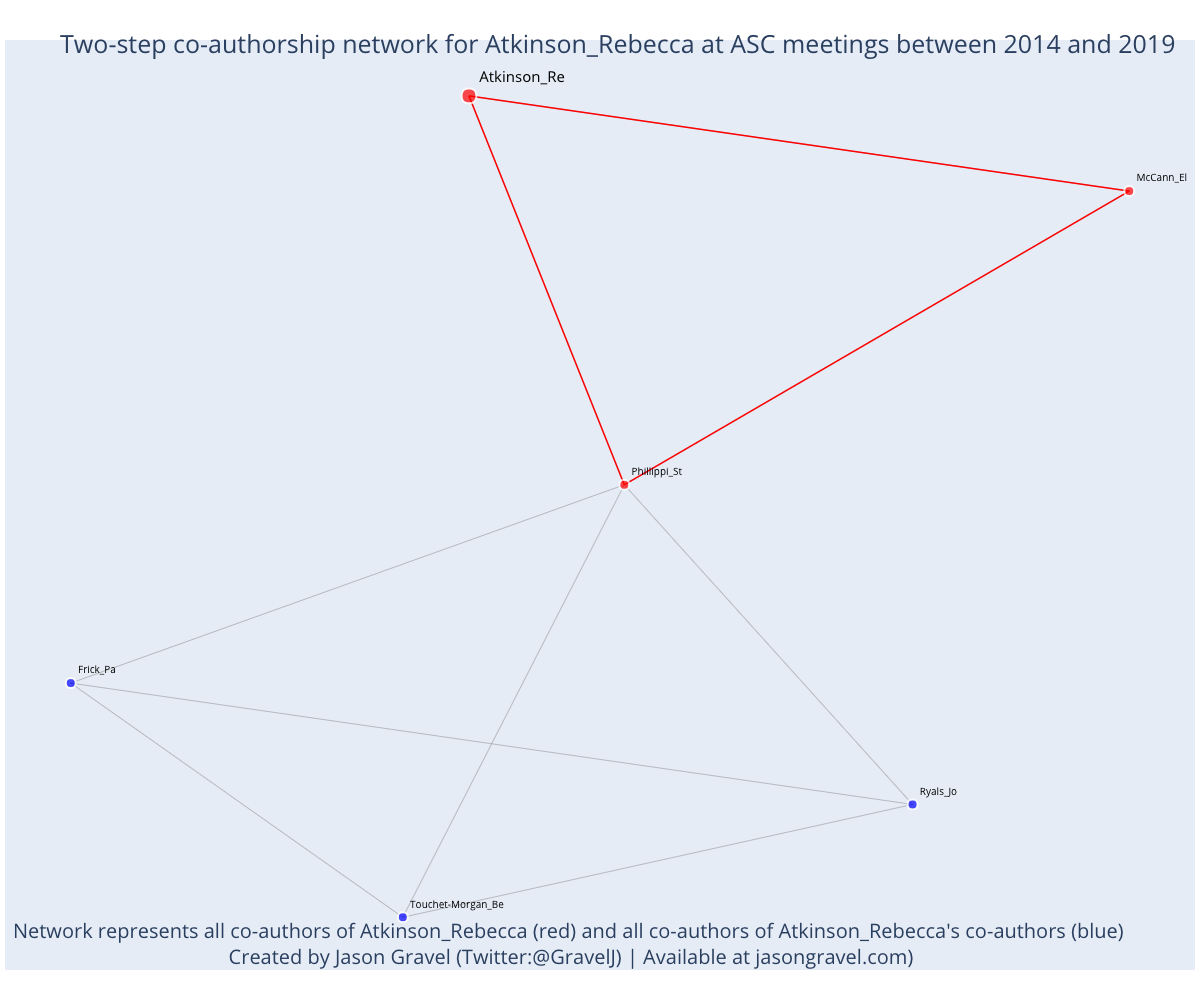 Two-step co-authorship network for Atkinson_Rebecca at ASC meetings between 2014 and 2019
Atkinson_Re
McCann_El
Phillippi_St
Frick_Pa
Ryals_Jo
Touchet-Morgan_Be
Network represents all co-authors of Atkinson_Rebecca (red) and all co-authors of Atkinson_Rebecca's co-authors (blue)
Created by Jason Gravel (Twitter:@GravelJ) | Available at jasongravel.com)